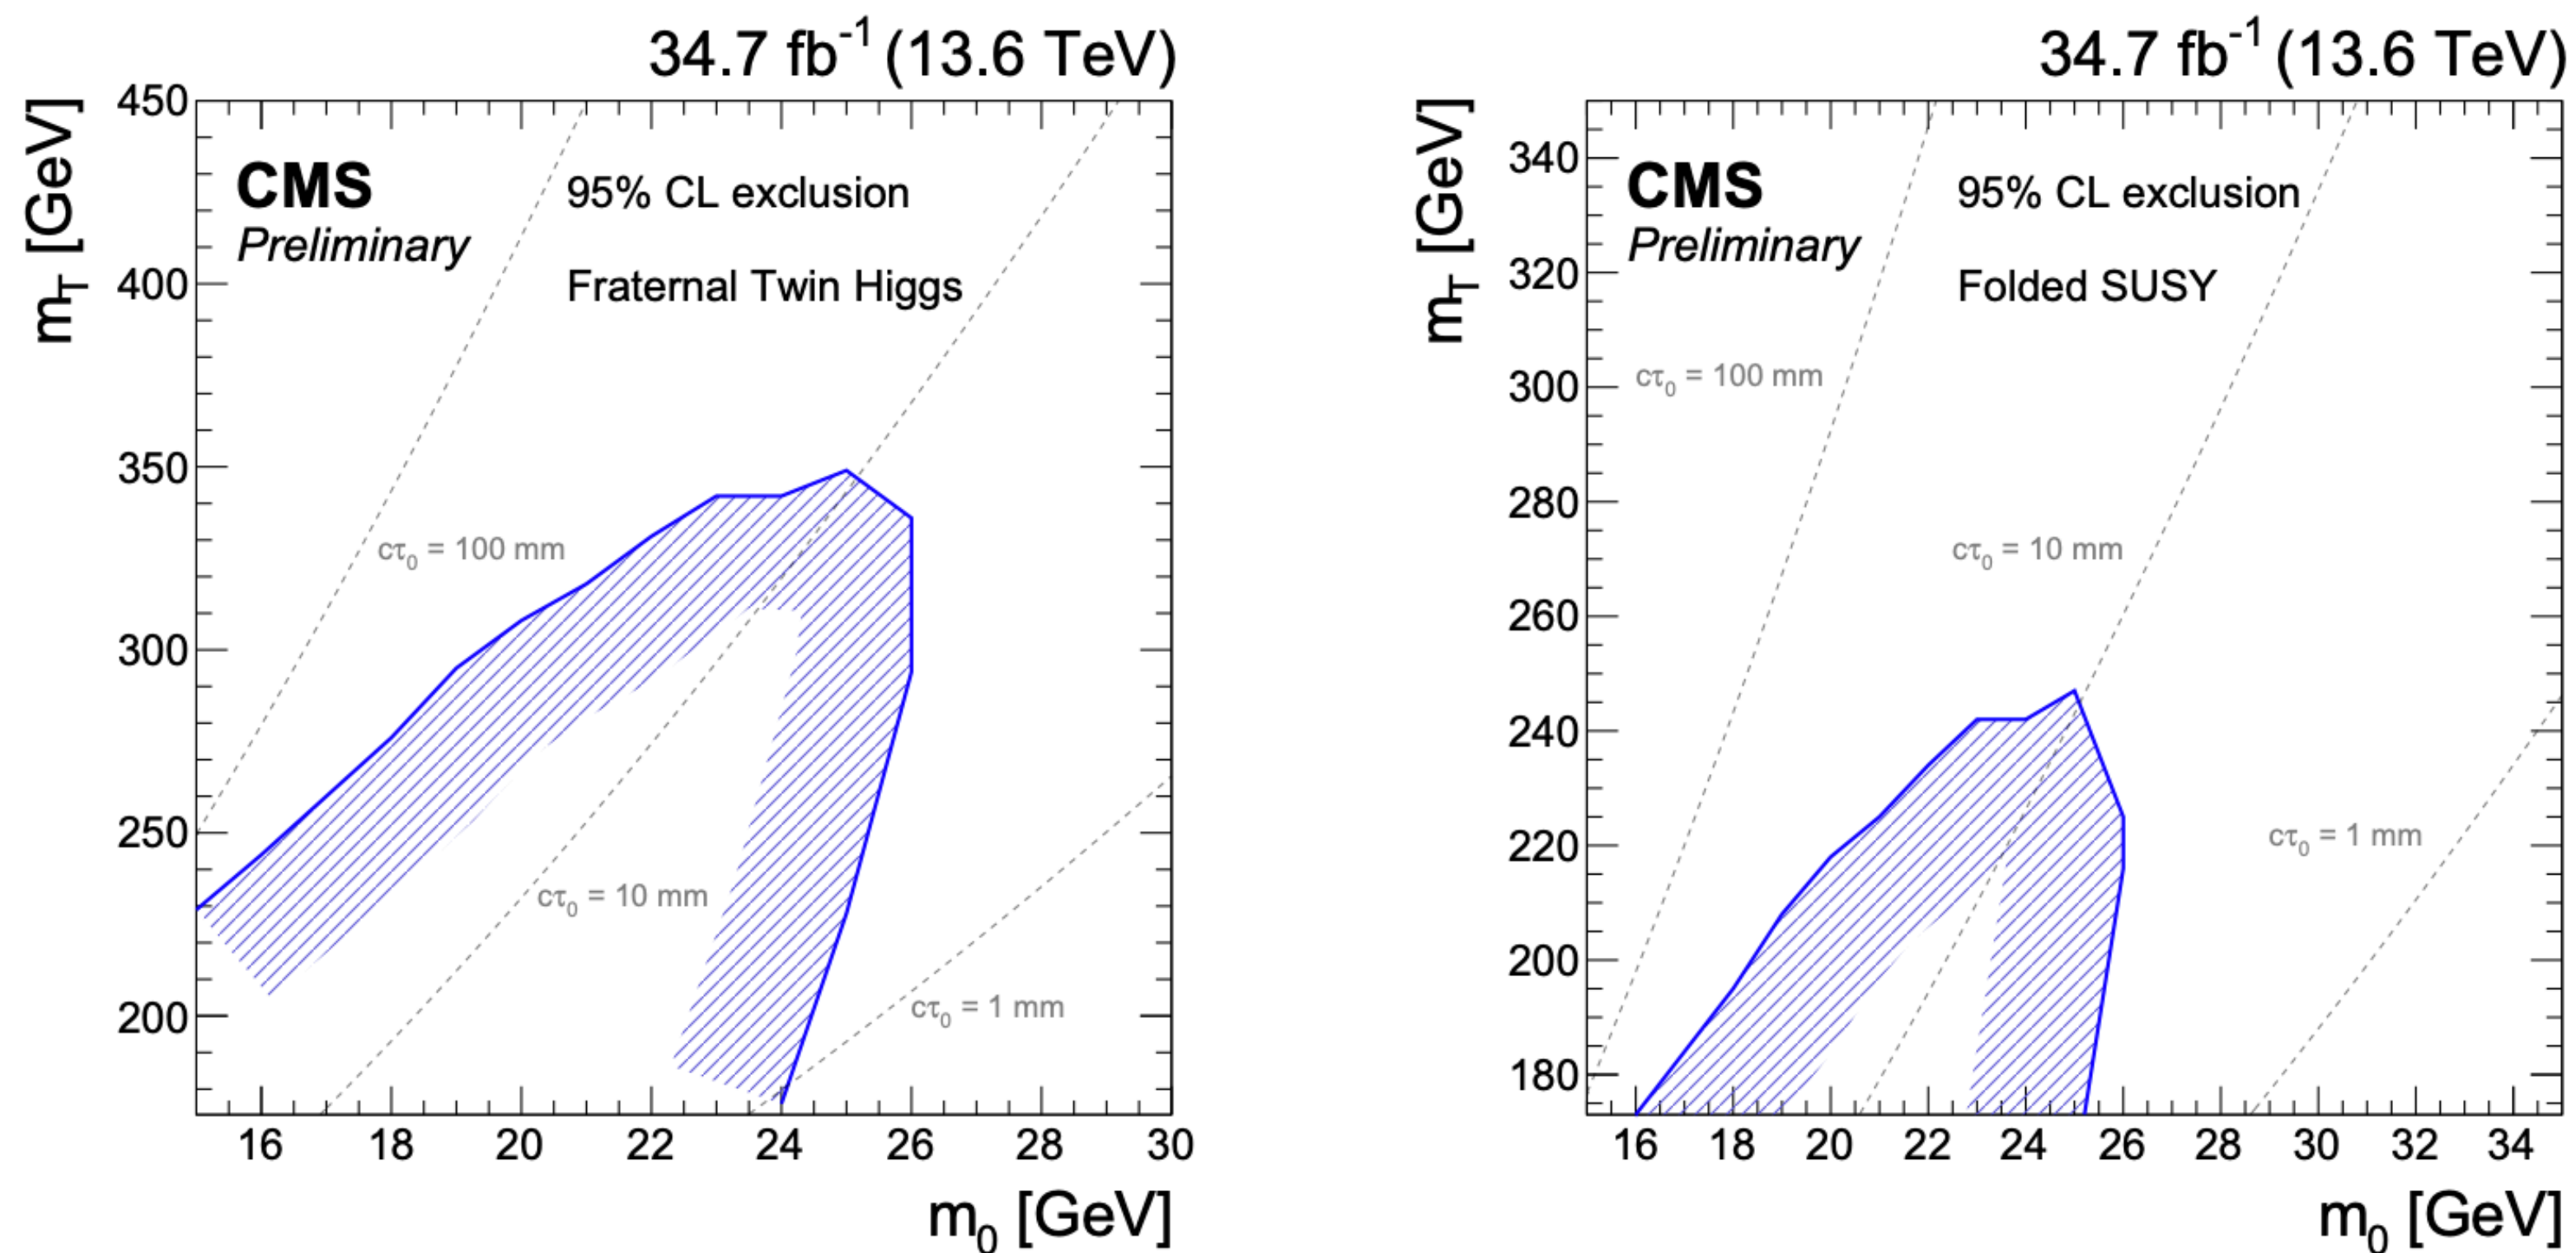 34.7 fb-1 (13.6 TeV)
mT [GeV]
450
400
350
300
250
200
CMS
Preliminary
95% CL exclusion
Fraternal Twin Higgs
cτ0 = 100 mm
cτ0 = 10 mm
cτ0 = 1 mm
16 18 20 22 24 26 28 30
m0 [GeV]
34.7 fb-1 (13.6 TeV)
mT [GeV]
340
320
300
280
260
240
220
200
180
CMS
Preliminary
95% CL exclusion
Folded SUSY
cτ0 = 100 mm
cτ0 = 10 mm
cτ0 = 1 mm
16 18 20 22 24 26 28 30 32 34
m0 [GeV]